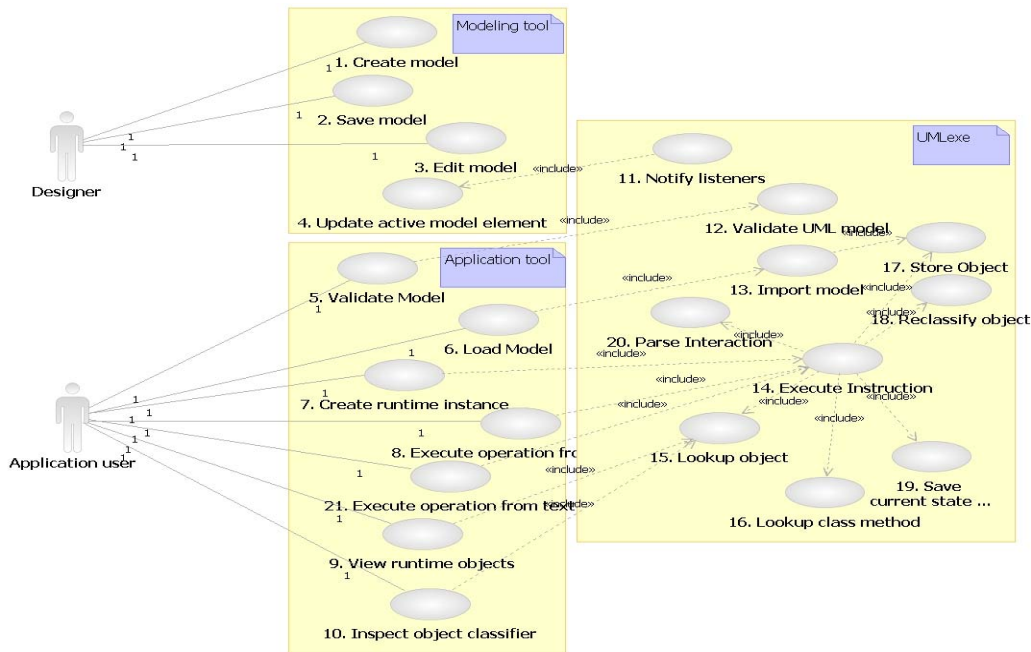 Modeling tool
1. Create model
1
2. Save model
1
1
1
1
3. Edit model
1
Designer
4. Update active model element
UMLexe
«include»
11. Notify listeners
«include»
12. Validate UML model
«include»
17. Store Object
Application tool
5. Validate Model
1
«include»
13. Import model
«include»
18. Reclassify object
6. Load Model
1
«include»
20. Parse Interaction
«include»
«include»
14. Execute Instruction
7. Create runtime instance
1
1
1
1
1
1
1
Application user
«include»
«include»
«include»
«include»
«include»
8. Execute operation fro
1
15. Lookup object
«include»
19. Save
current state ...
21. Execute operation from text
1
«include»
16. Lookup class method
9. View runtime objects
1
10. Inspect object classifier
1